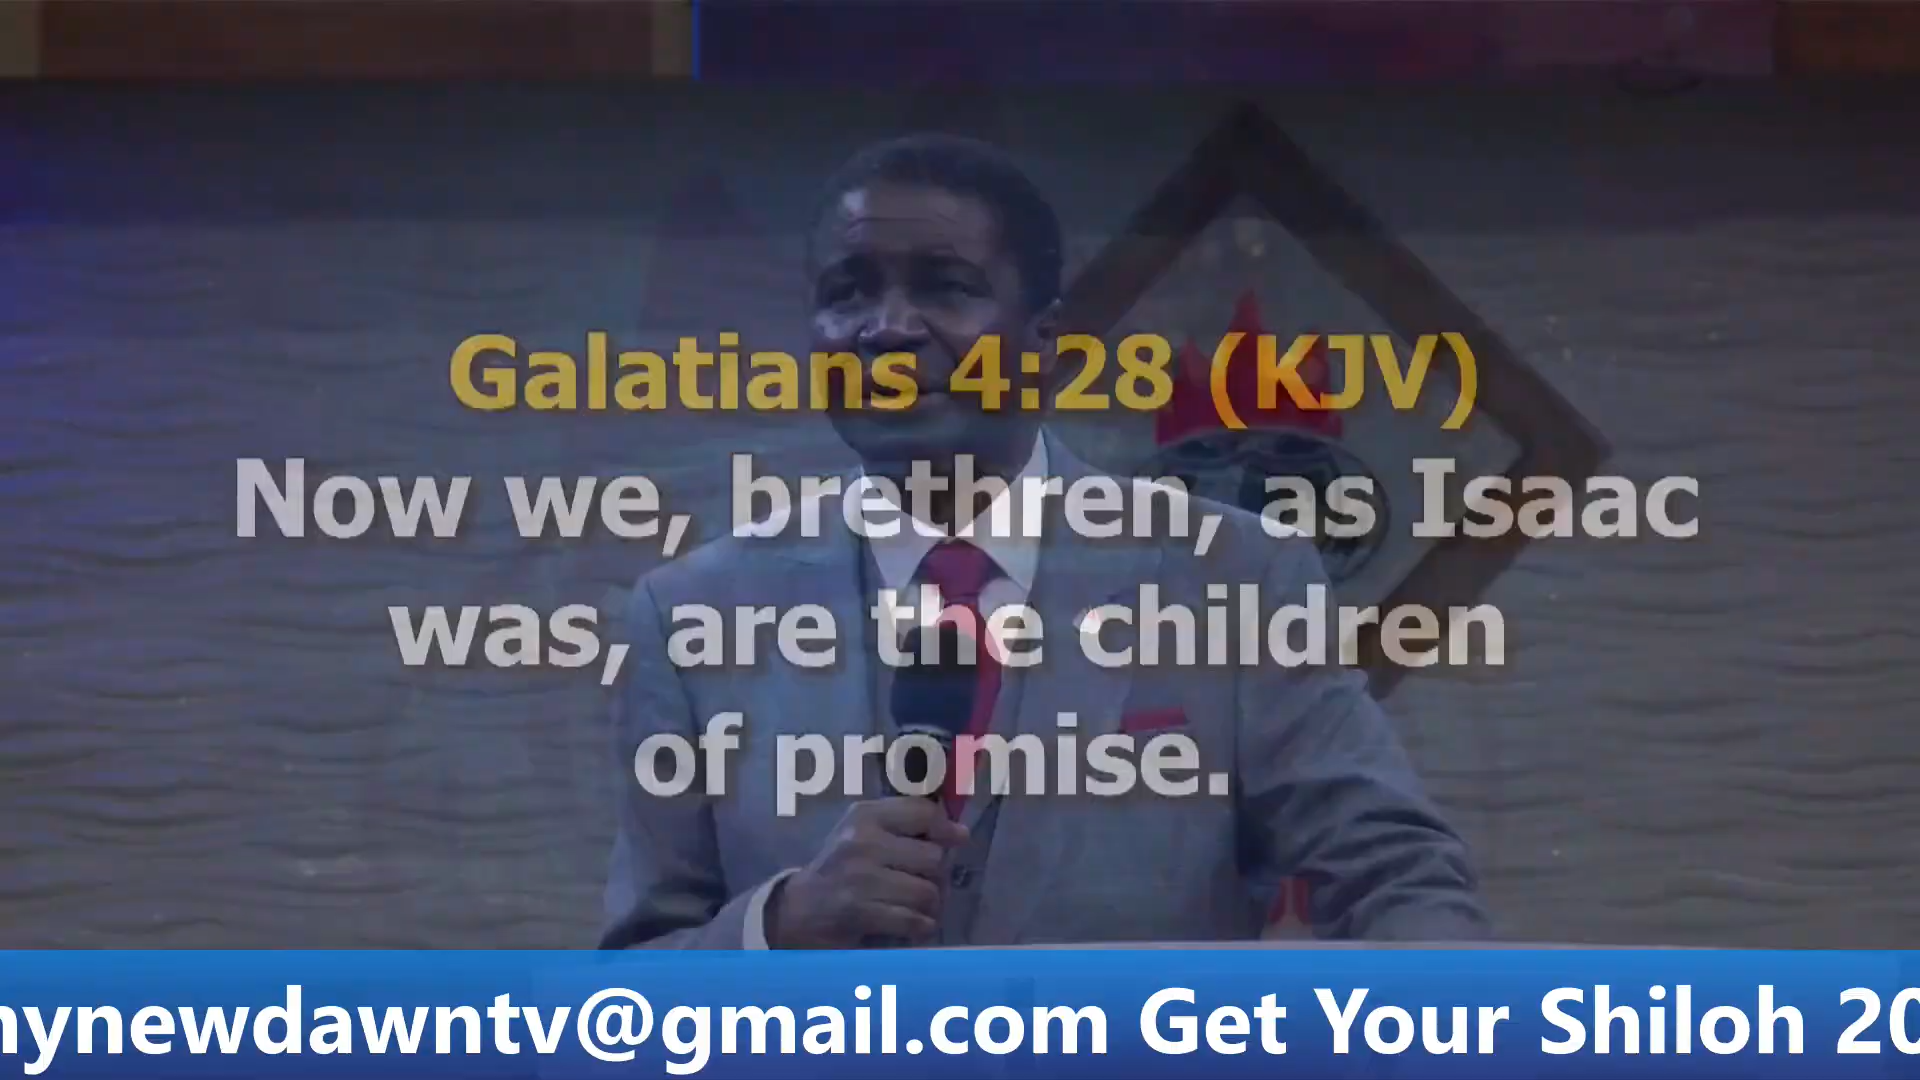 Galatians 4:28 (KJV)
Now we, brethren, as Isaac
was, are the children
of promise.
nynewdawntv@gmail.com Get Your Shiloh 20